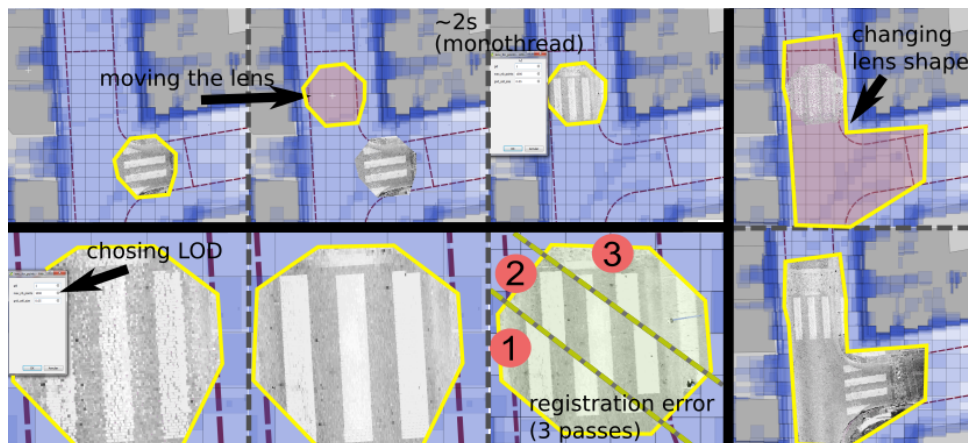 moving the lens
~2s
(monothread)
changing
lens shape
chosing LOD
1
2
3
registration error
(3 passes)